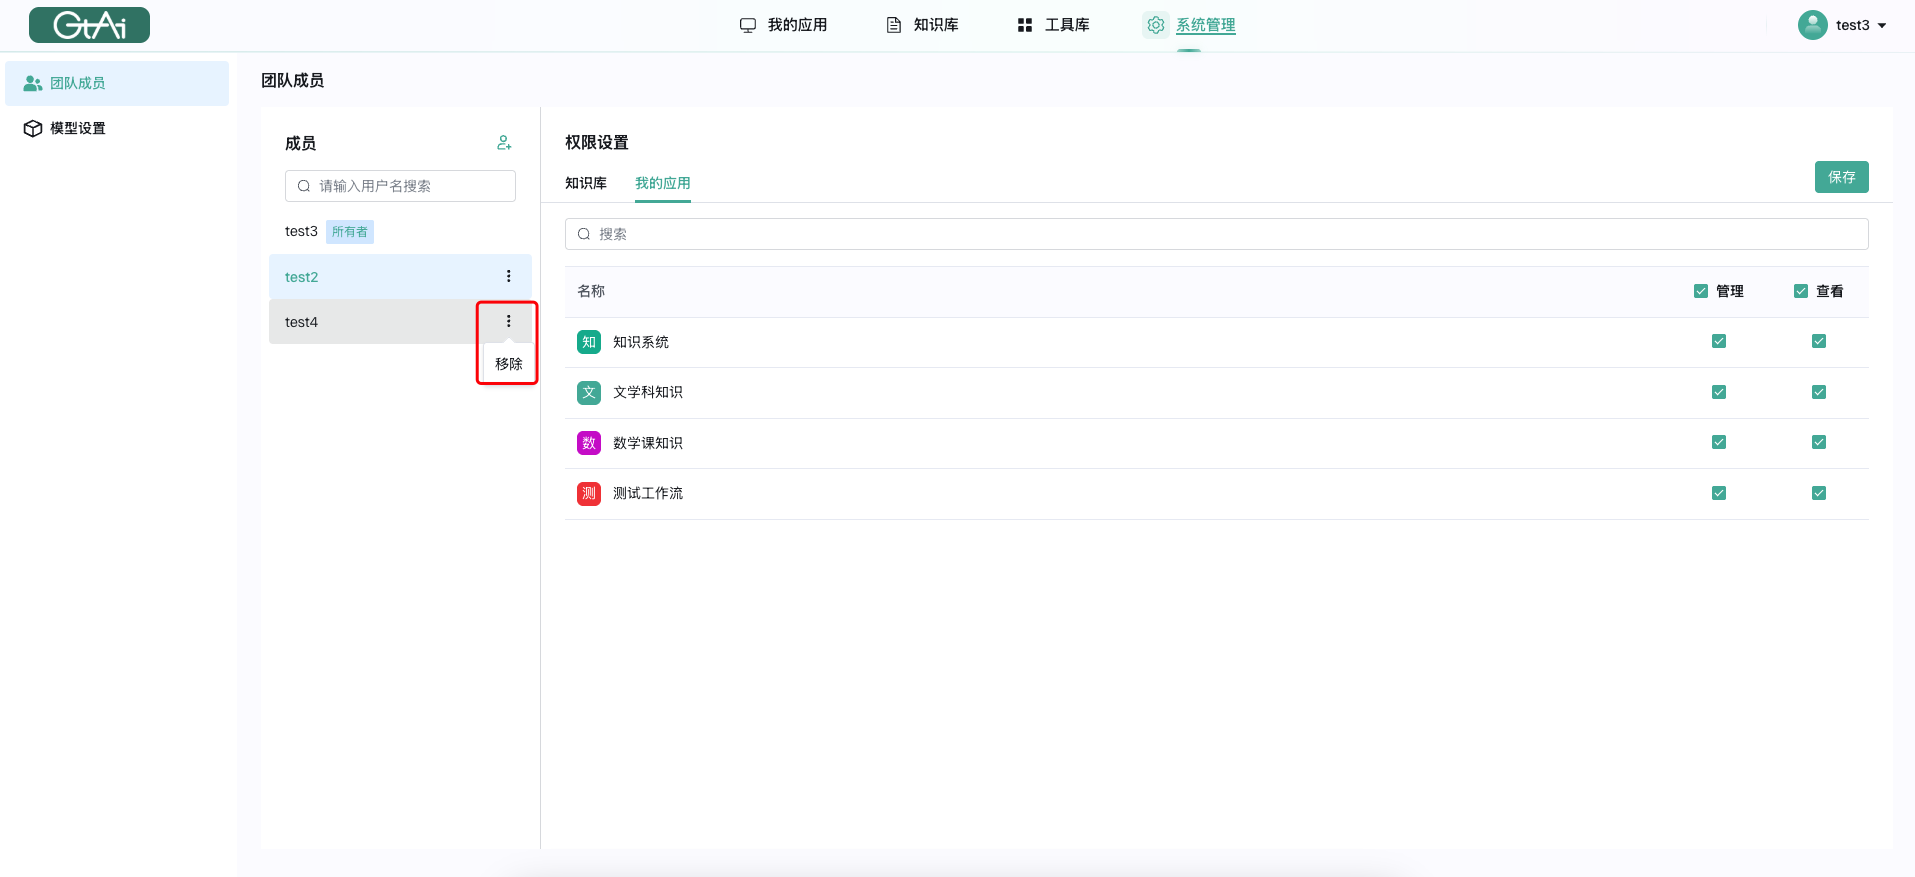 GtAi
我的应用
知识库
工具库
系统管理
test3
团队成员
模型设置
团队成员
成员
请输入用户名搜索
test3 所有者
test2
test4
移除
权限设置
知识库 我的应用
保存
搜索
名称 管理 查看
知 知识系统
文 文学科知识
数 数学课知识
测 测试工作流